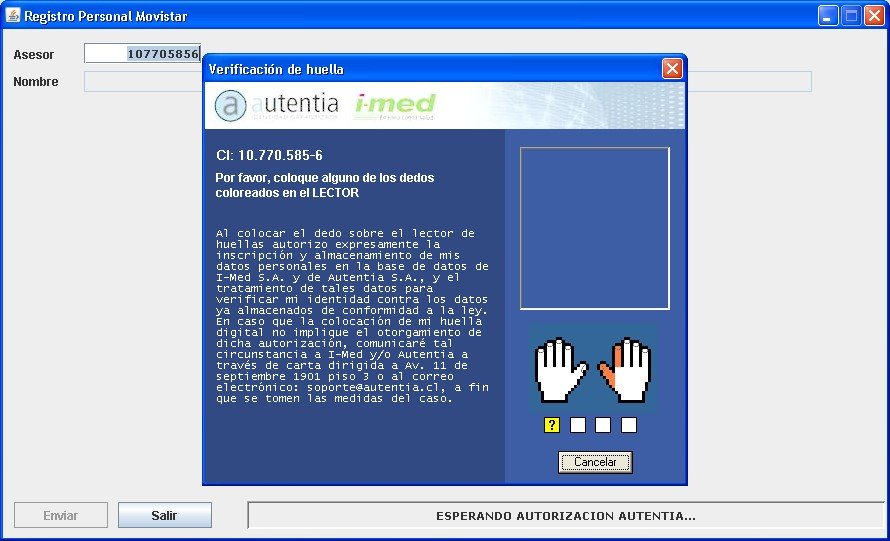 Registro Personal Movistar
Asesor
107705856
Nombre
Verificación de huella
autentia
i-med
CI: 10.770.585-6
Por favor, coloque alguno de los dedos
coloreados en el LECTOR
Al colocar el dedo sobre el lector de
huellas autorizo expresamente la
inscripción y almacenamiento de mis
datos personales en la base de datos de
I-Med S.A. y de Autentia S.A., y el
tratamiento de tales datos para
verificar mi identidad contra los datos
ya almacenados de conformidad a la ley.
En caso que la colocación de mi huella
digital no implique el otorgamiento de
dicha autorización, comunicaré tal
circunstancia a I-Med y/o Autentia a
través de carta dirigida a Av. 11 de
septiembre 1901 piso 3 o al correo
electrónico: soporte@autentia.cl, a fin
que se tomen las medidas del caso.
?
Cancelar
Enviar
Salir
ESPERANDO AUTORIZACION AUTENTIA...